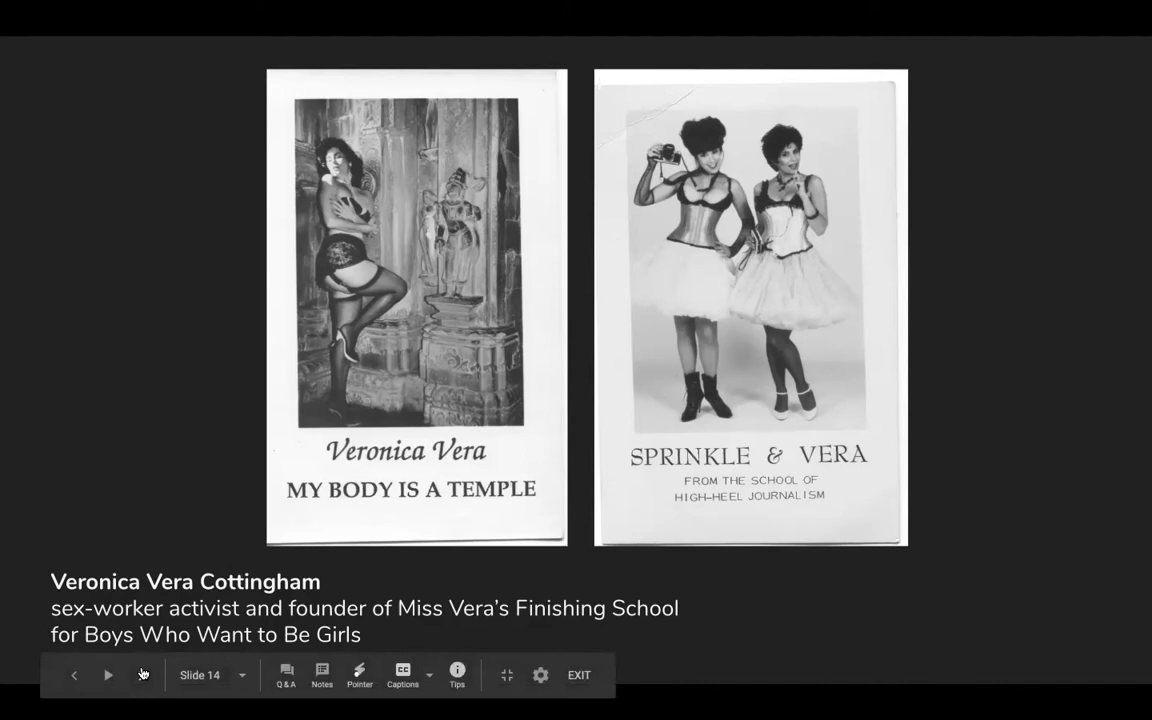 Veronica Vera
MY BODY IS A TEMPLE
SPRINKLE & VERA
FROM THE SCHOOL OF
HIGH-HEEL JOURNALISM
Veronica Vera Cottingham
sex-worker activist and founder of Miss Vera’s Finishing School
for Boys Who Want to Be Girls
Slide 14
Q & A
Notes
Pointer
CC
Captions
Tips
EXIT